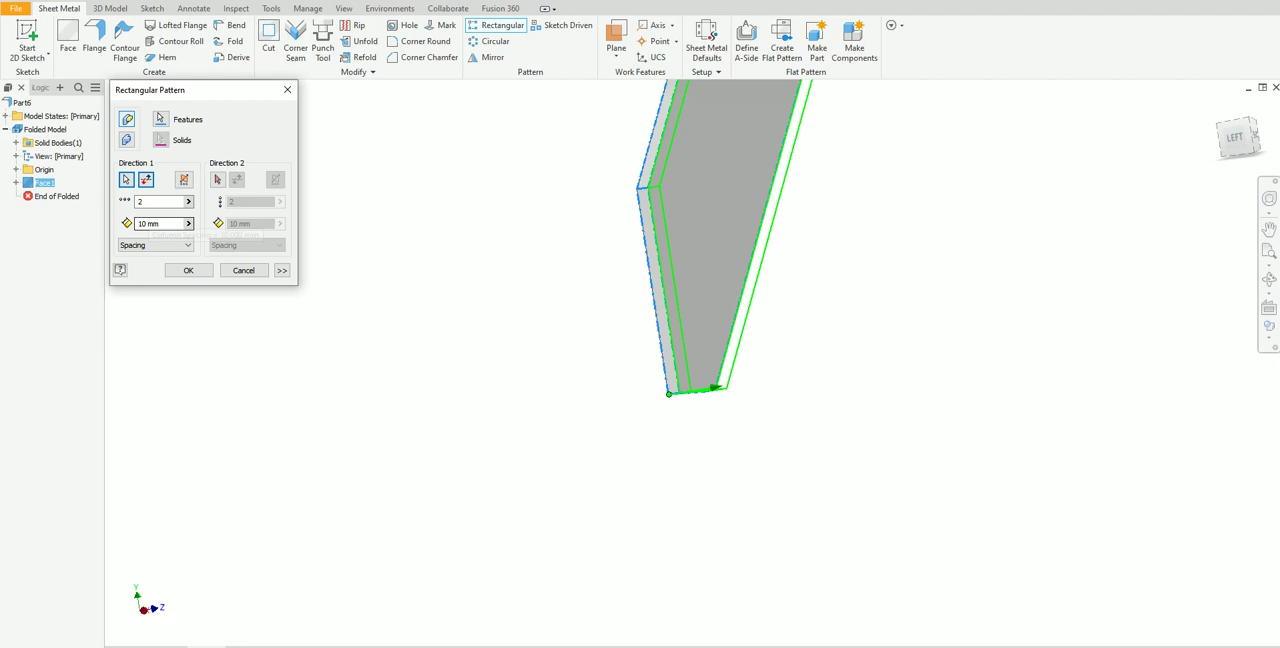 File Sheet Metal 3D Model Sketch Annotate Inspect Tools Manage View Environments Collaborate Fusion 360
Start 2D Sketch
Face
Flange
Contour Flange
Lofted Flange
Contour Roll
Hem
Bend
Fold
Derive
Cut
Corner Seam
Punch Tool
Rip
Unfold
Refold
Hole
Corner Round
Corner Chamfer
Mark
Rectangular
Circular
Mirror
Sketch Driven
Plane
Axis
Point
UCS
Sheet Metal Defaults
Define A-Side
Create Flat Pattern
Make Part
Make Components
Sketch Create Modify Pattern Work Features Setup Flat Pattern
Logic
Part6
Model States: [Primary]
Folded Model
Solid Bodies(1)
View: [Primary]
Origin
Face1
End of Folded
Rectangular Pattern
Features
Solids
Direction 1 Direction 2
2 2
10 mm 10 mm
Spacing Spacing
OK Cancel >>
LEFT
Y
Z